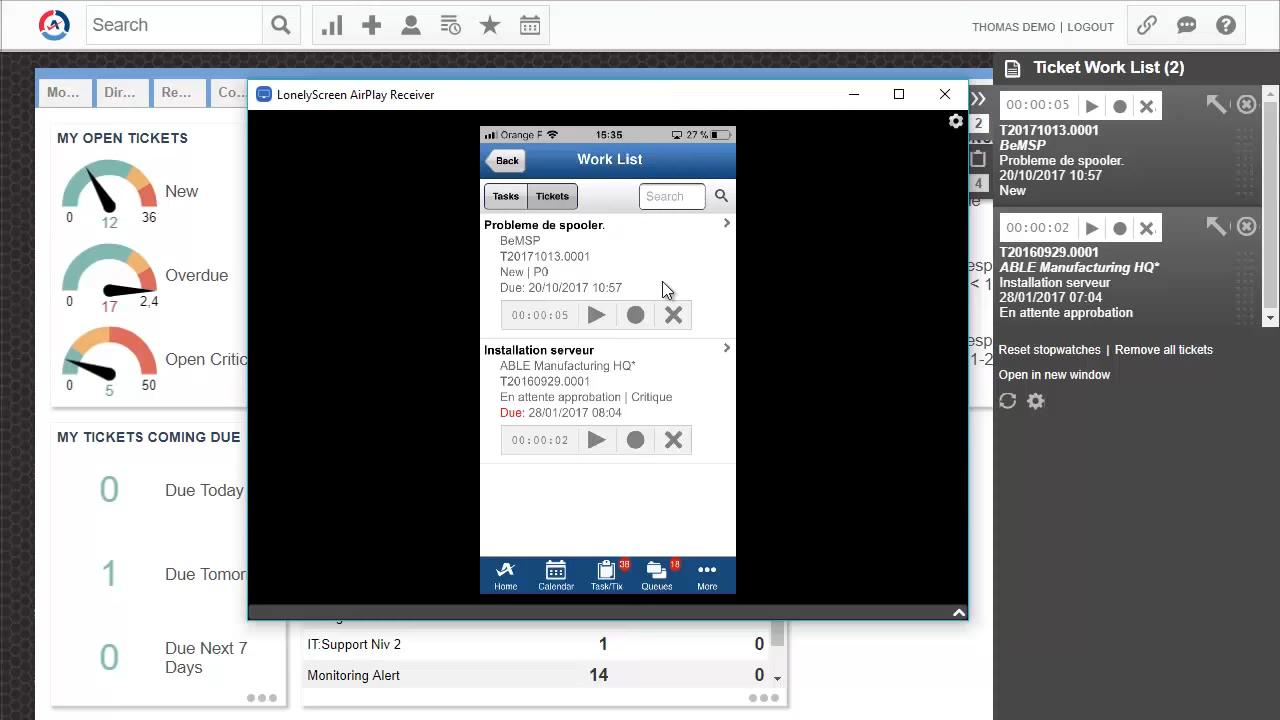 Search
THOMAS DEMO | LOGOUT
Mo...
Dir...
Re...
Co...
MY OPEN TICKETS
New
0
12
36
Overdue
0
17
2,4
Open Critic
0
5
50
MY TICKETS COMING DUE
0
Due Today
1
Due Tomor
0
Due Next 7
Days
IT:Support Niv 2
1
0
Monitoring Alert
14
0
LonelyScreen AirPlay Receiver
Orange F
15:35
27 %
Back
Work List
Tasks
Tickets
Search
Probleme de spooler.
BeMSP
T20171013.0001
New | P0
Due: 20/10/2017 10:57
00:00:05
Installation serveur
ABLE Manufacturing HQ*
T20160929.0001
En attente approbation | Critique
Due: 28/01/2017 08:04
00:00:02
Home
Calendar
38
Task/Tix
18
Queues
More
2
4
Ticket Work List (2)
00:00:05
T20171013.0001
BeMSP
Probleme de spooler.
20/10/2017 10:57
New
00:00:02
T20160929.0001
ABLE Manufacturing HQ*
Installation serveur
28/01/2017 07:04
En attente approbation
Reset stopwatches | Remove all tickets
Open in new window